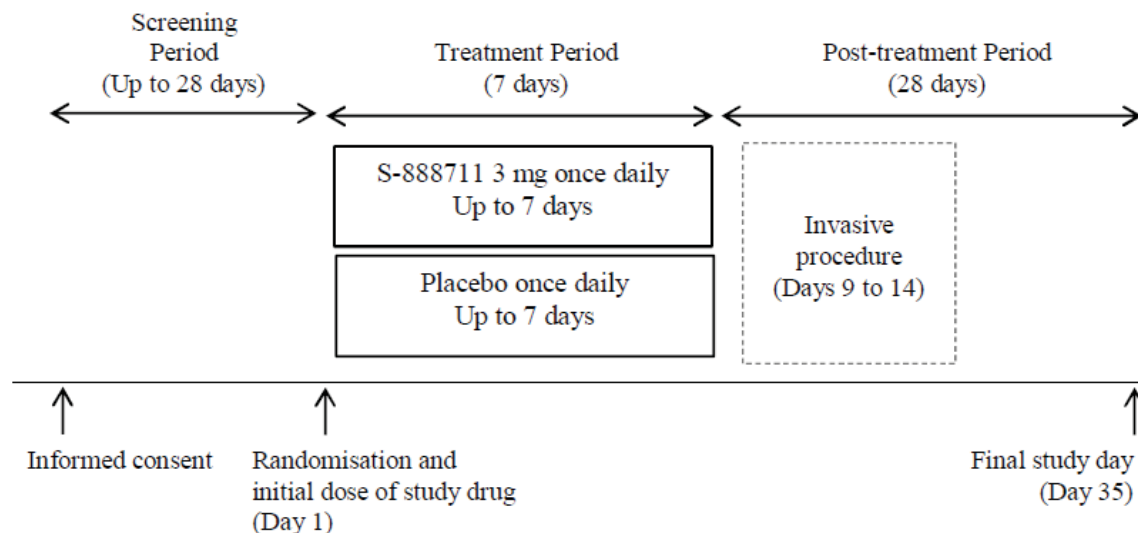 Screening
Period
(Up to 28 days)
Treatment Period
(7 days)
Post-treatment Period
(28 days)
S-888711 3 mg once daily
Up to 7 days
Placebo once daily
Up to 7 days
Invasive
procedure
(Days 9 to 14)
Informed consent
Randomisation and
initial dose of study drug
(Day 1)
Final study day
(Day 35)